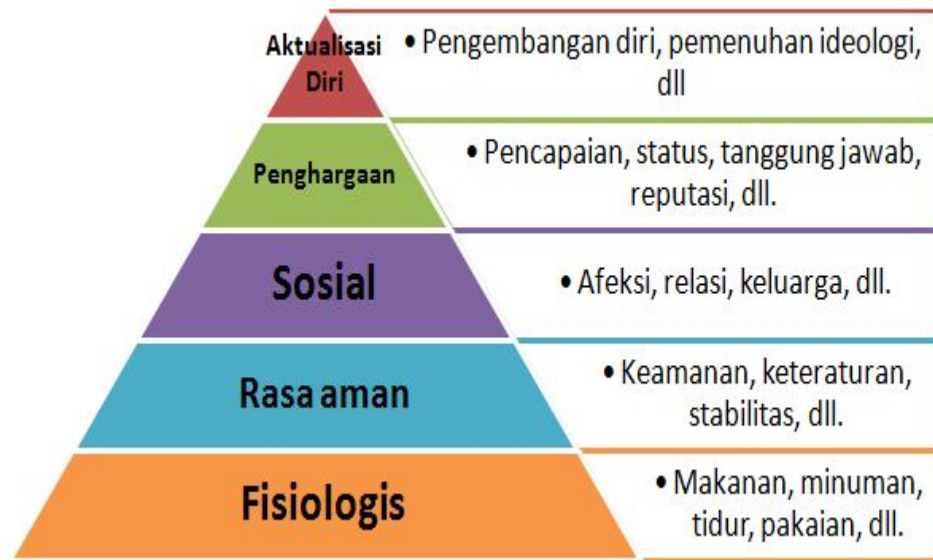 Aktualisasi
Diri
• Pengembangan diri, pemenuhan ideologi,
dll
Penghargaan
• Pencapaian, status, tanggung jawab,
reputasi, dll.
Sosial
• Afeksi, relasi, keluarga, dll.
Rasa aman
• Keamanan, keteraturan,
stabilitas, dll.
Fisiologis
• Makanan, minuman,
tidur, pakaian, dll.